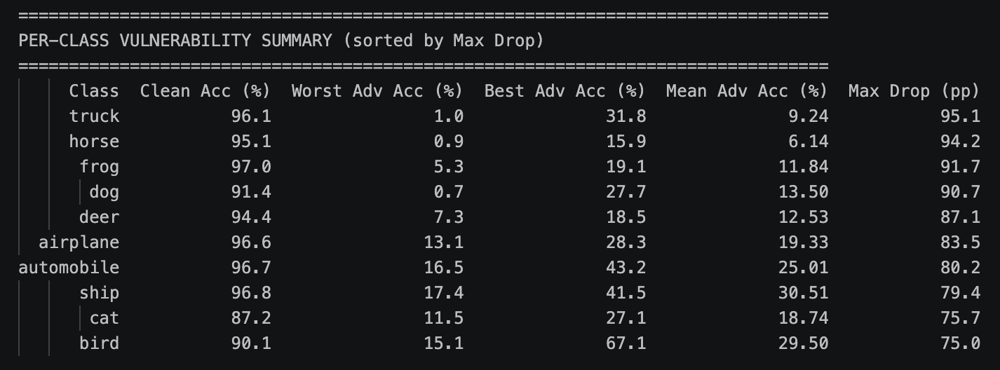 ================================================================================
PER-CLASS VULNERABILITY SUMMARY (sorted by Max Drop)
================================================================================
Class Clean Acc (%) Worst Adv Acc (%) Best Adv Acc (%) Mean Adv Acc (%) Max Drop (pp)
truck 96.1 1.0 31.8 9.24 95.1
horse 95.1 0.9 15.9 6.14 94.2
frog 97.0 5.3 19.1 11.84 91.7
dog 91.4 0.7 27.7 13.50 90.7
deer 94.4 7.3 18.5 12.53 87.1
airplane 96.6 13.1 28.3 19.33 83.5
automobile 96.7 16.5 43.2 25.01 80.2
ship 96.8 17.4 41.5 30.51 79.4
cat 87.2 11.5 27.1 18.74 75.7
bird 90.1 15.1 67.1 29.50 75.0